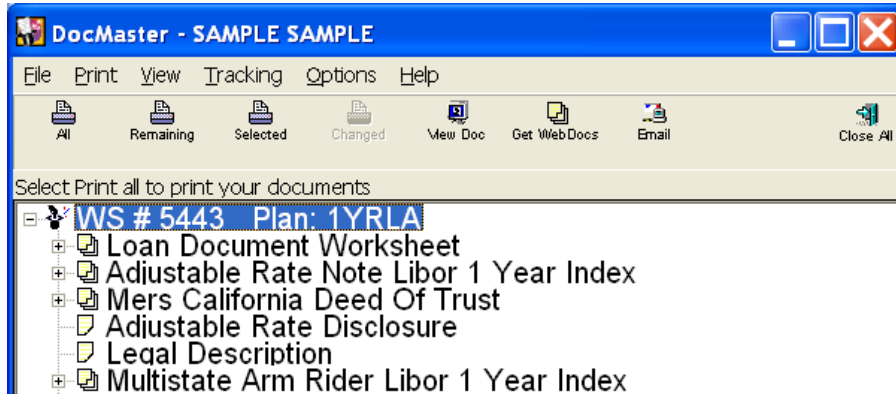 DocMaster - SAMPLE SAMPLE
File Print View Tracking Options Help
All Remaining Selected Changed View Doc Get WebDocs Email Close All
Select Print all to print your documents
WS # 5443 Plan: 1YRLA
Loan Document Worksheet
Adjustable Rate Note Libor 1 Year Index
Mers California Deed Of Trust
Adjustable Rate Disclosure
Legal Description
Multistate Arm Rider Libor 1 Year Index